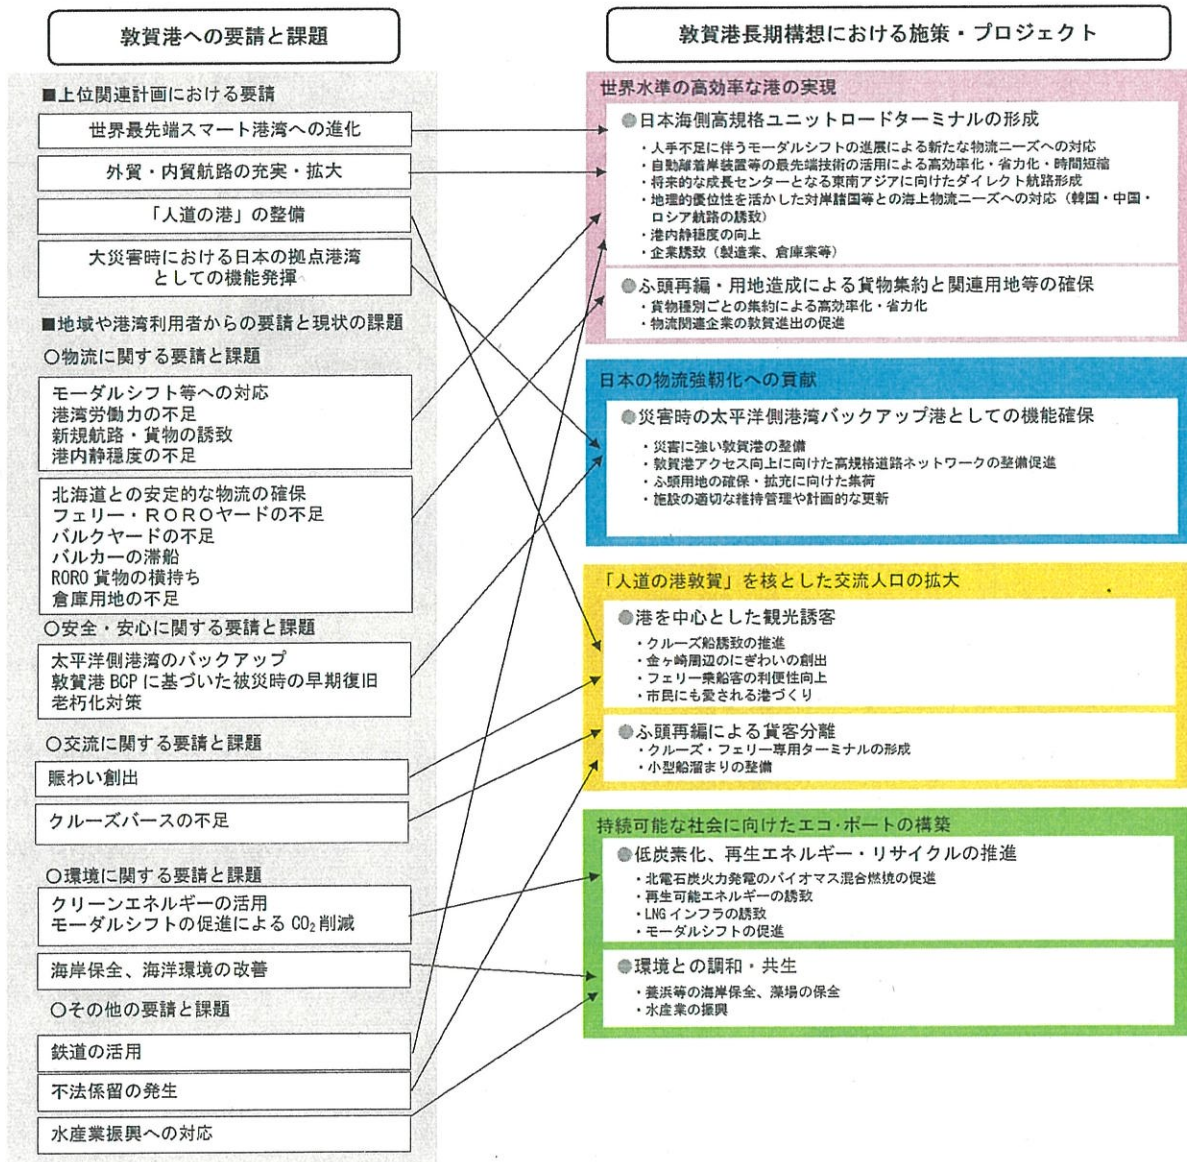 敦賀港への要請と課題
■上位関連計画における要請
世界最先端スマート港湾への進化
外貿・内貿航路の充実・拡大
「人道の港」の整備
大災害時における日本の拠点港湾
としての機能発揮
■地域や港湾利用者からの要請と現状の課題
○物流に関する要請と課題
モーダルシフト等への対応
港湾労働力の不足
新規航路・貨物の誘致
港内静穏度の不足
北海道との安定的な物流の確保
フェリー・ROROヤードの不足
バルクヤードの不足
バルカーの滞船
RORO貨物の横持ち
倉庫用地の不足
○安全・安心に関する要請と課題
太平洋側港湾のバックアップ
敦賀港BCPに基づいた被災時の早期復旧
老朽化対策
○交流に関する要請と課題
賑わい創出
クルーズバースの不足
○環境に関する要請と課題
クリーンエネルギーの活用
モーダルシフトの促進によるCO₂削減
海岸保全、海洋環境の改善
○その他の要請と課題
鉄道の活用
不法係留の発生
水産業振興への対応
敦賀港長期構想における施策・プロジェクト
世界水準の高効率な港の実現
●日本海側高規格ユニットロードターミナルの形成
・人手不足に伴うモーダルシフトの進展による新たな物流ニーズへの対応
・自動離着岸装置等の最先端技術の活用による高効率化・省力化・時間短縮
・将来的な成長センターとなる東南アジアに向けたダイレクト航路形成
・地理的優位性を活かした対岸諸国等との海上物流ニーズへの対応（韓国・中国・
ロシア航路の誘致）
・港内静穏度の向上
・企業誘致（製造業、倉庫業等）
●ふ頭再編・用地造成による貨物集約と関連用地等の確保
・貨物種別ごとの集約による高効率化・省力化
・物流関連企業の敦賀進出の促進
日本の物流強靭化への貢献
●災害時の太平洋側港湾バックアップ港としての機能確保
・災害に強い敦賀港の整備
・敦賀港アクセス向上に向けた高規格道路ネットワークの整備促進
・ふ頭用地の確保・拡充に向けた集荷
・施設の適切な維持管理や計画的な更新
「人道の港敦賀」を核とした交流人口の拡大
●港を中心とした観光誘客
・クルーズ船誘致の推進
・金ヶ崎周辺のにぎわいの創出
・フェリー乗船客の利便性向上
・市民にも愛される港づくり
●ふ頭再編による貨客分離
・クルーズ・フェリー専用ターミナルの形成
・小型船溜まりの整備
持続可能な社会に向けたエコ・ポートの構築
●低炭素化、再生エネルギー・リサイクルの推進
・北電石炭火力発電のバイオマス混合燃焼の促進
・再生可能エネルギーの誘致
・LNGインフラの誘致
・モーダルシフトの促進
●環境との調和・共生
・養浜等の海岸保全、藻場の保全
・水産業の振興